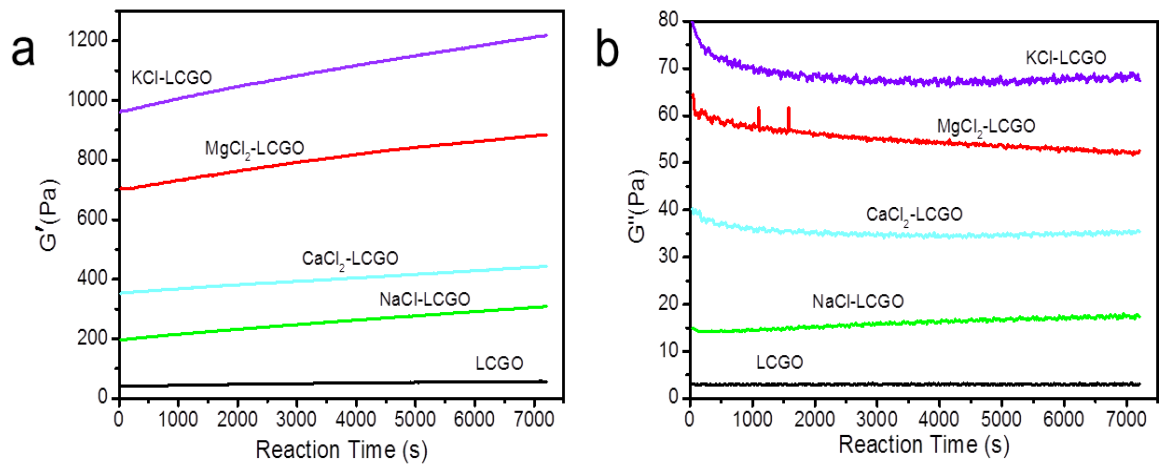 a
1200
1000
800
600
400
200
0
G′(Pa)
KCl-LCGO
MgCl₂-LCGO
CaCl₂-LCGO
NaCl-LCGO
LCGO
0 1000 2000 3000 4000 5000 6000 7000
Reaction Time (s)
b
80
70
60
50
40
30
20
10
0
G"(Pa)
KCl-LCGO
MgCl₂-LCGO
CaCl₂-LCGO
NaCl-LCGO
LCGO
0 1000 2000 3000 4000 5000 6000 7000
Reaction Time (s)